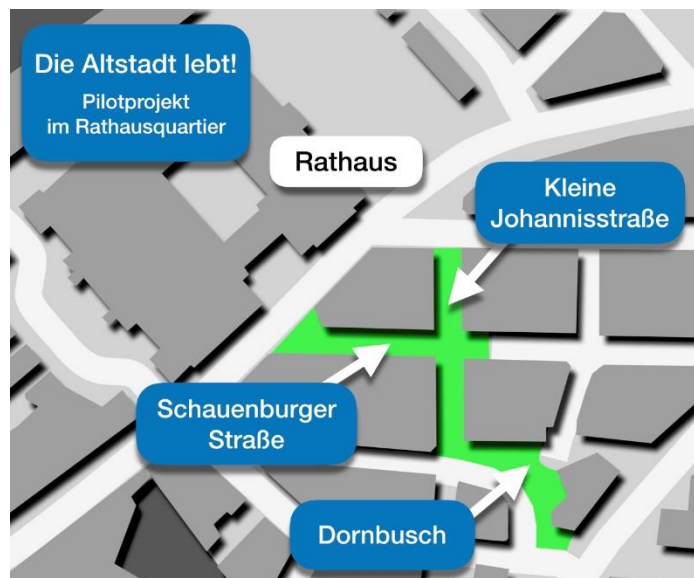 Die Altstadt lebt!
Pilotprojekt
im Rathausquartier
Rathaus
Kleine
Johannisstraße
Schauenburger
Straße
Dornbusch